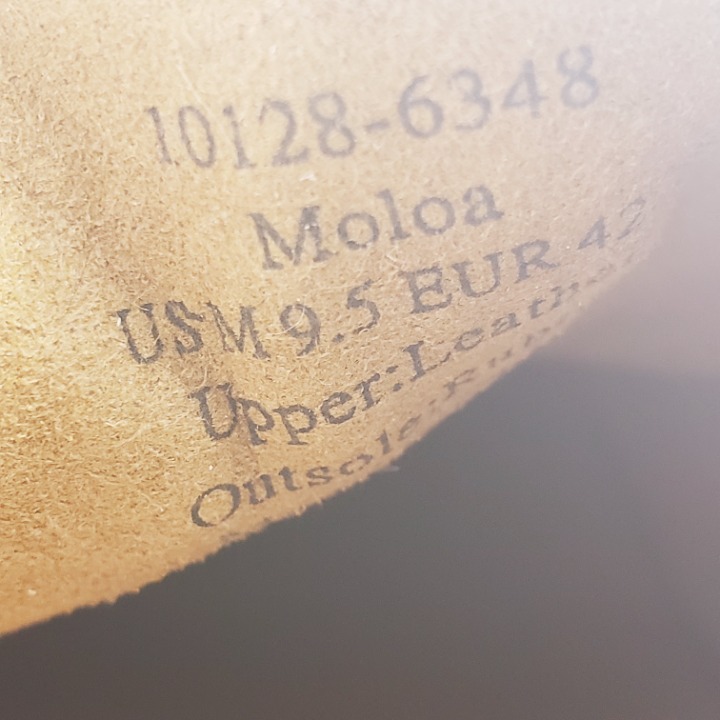 10128-6348
Moloa
USM 9.5 EUR 42
Upper:Leather
Outsole: